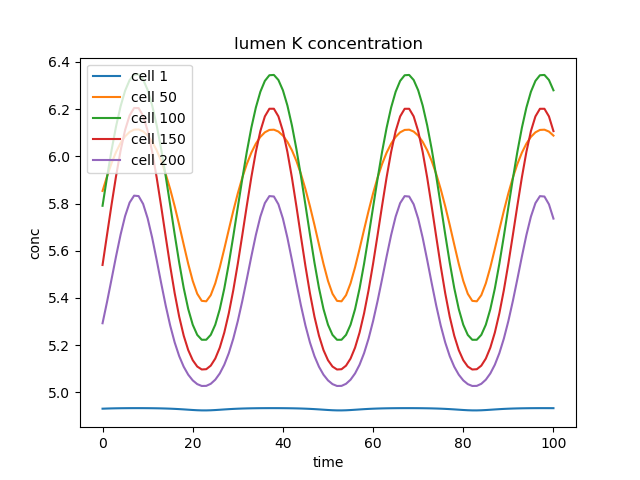 lumen K concentration
6.4
6.2
6.0
5.8
5.6
5.4
5.2
5.0
conc
cell 1
cell 50
cell 100
cell 150
cell 200
0 20 40 60 80 100
time